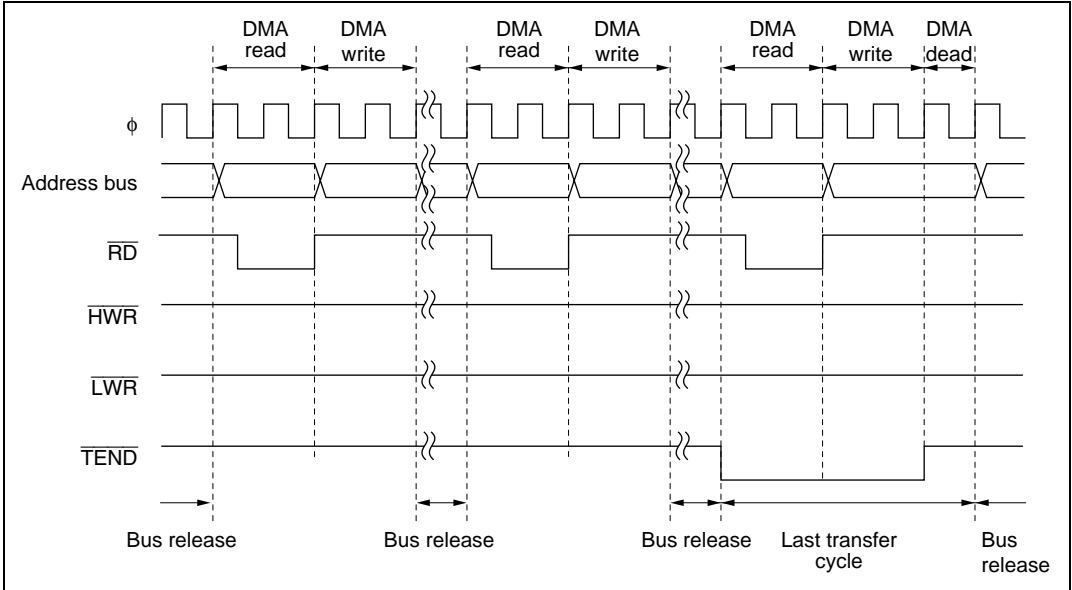 DMA read
DMA write
DMA read
DMA write
DMA read
DMA write
DMA dead
ϕ
Address bus
RD
HWR
LWR
TEND
Bus release
Bus release
Bus release
Last transfer cycle
Bus release